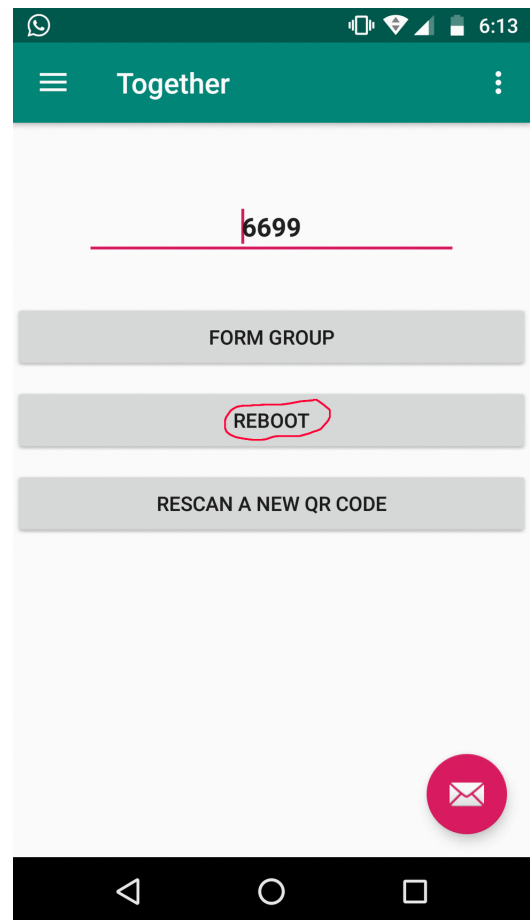 6:13
Together
6699
FORM GROUP
REBOOT
RESCAN A NEW QR CODE